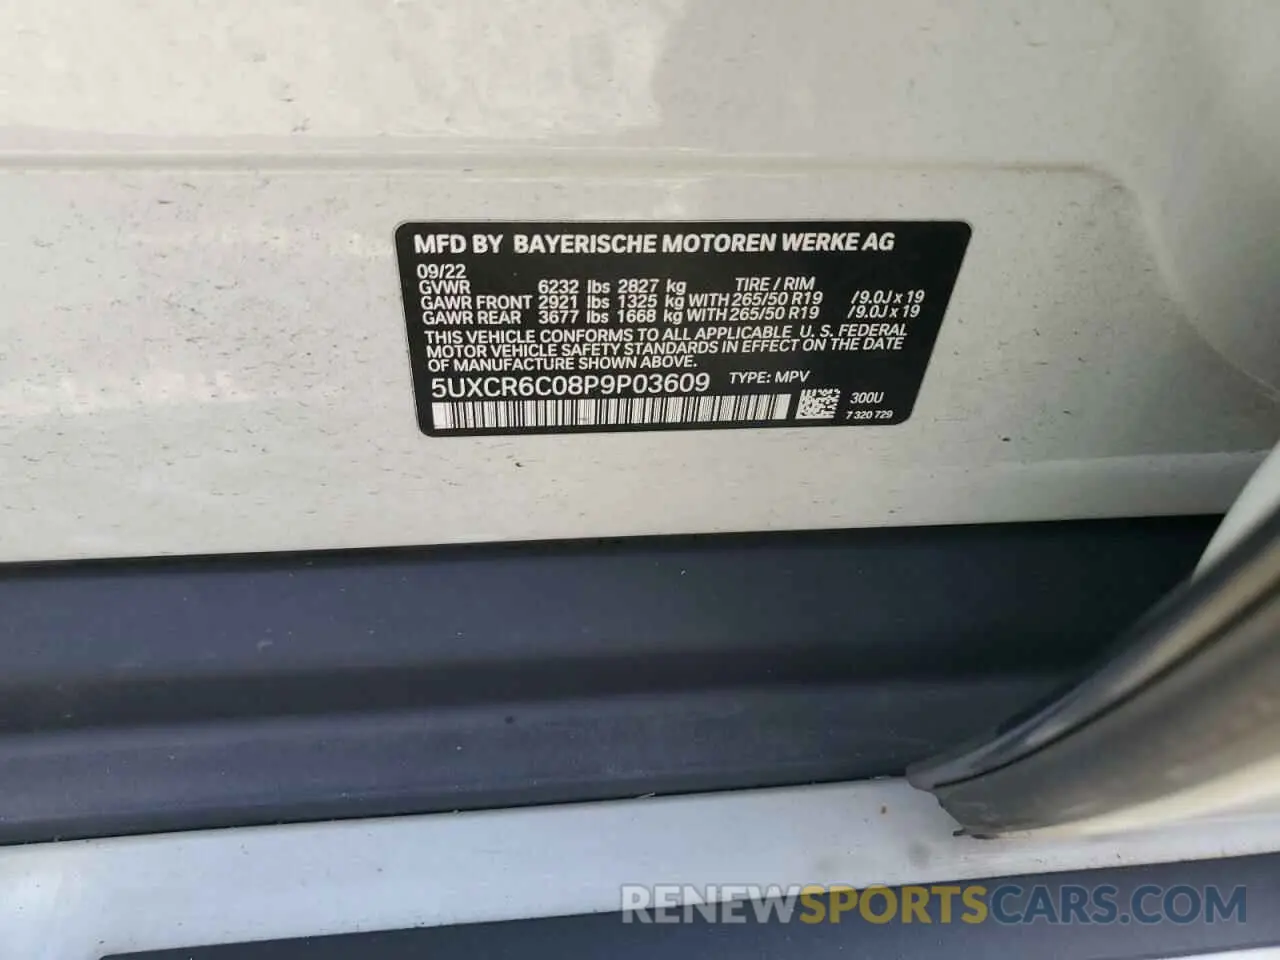 MFD BY BAYERISCHE MOTOREN WERKE AG
09/22
GVWR 6232 lbs 2827 kg TIRE / RIM
GAWR FRONT 2921 lbs 1325 kg WITH 265/50 R19 / 9.0J x 19
GAWR REAR 3677 lbs 1668 kg WITH 265/50 R19 / 9.0J x 19
THIS VEHICLE CONFORMS TO ALL APPLICABLE U. S. FEDERAL
MOTOR VEHICLE SAFETY STANDARDS IN EFFECT ON THE DATE
OF MANUFACTURE SHOWN ABOVE.
5UXCR6C08P9P03609 TYPE: MPV
300U
7 320 729
RENEWSPORTSCARS.COM